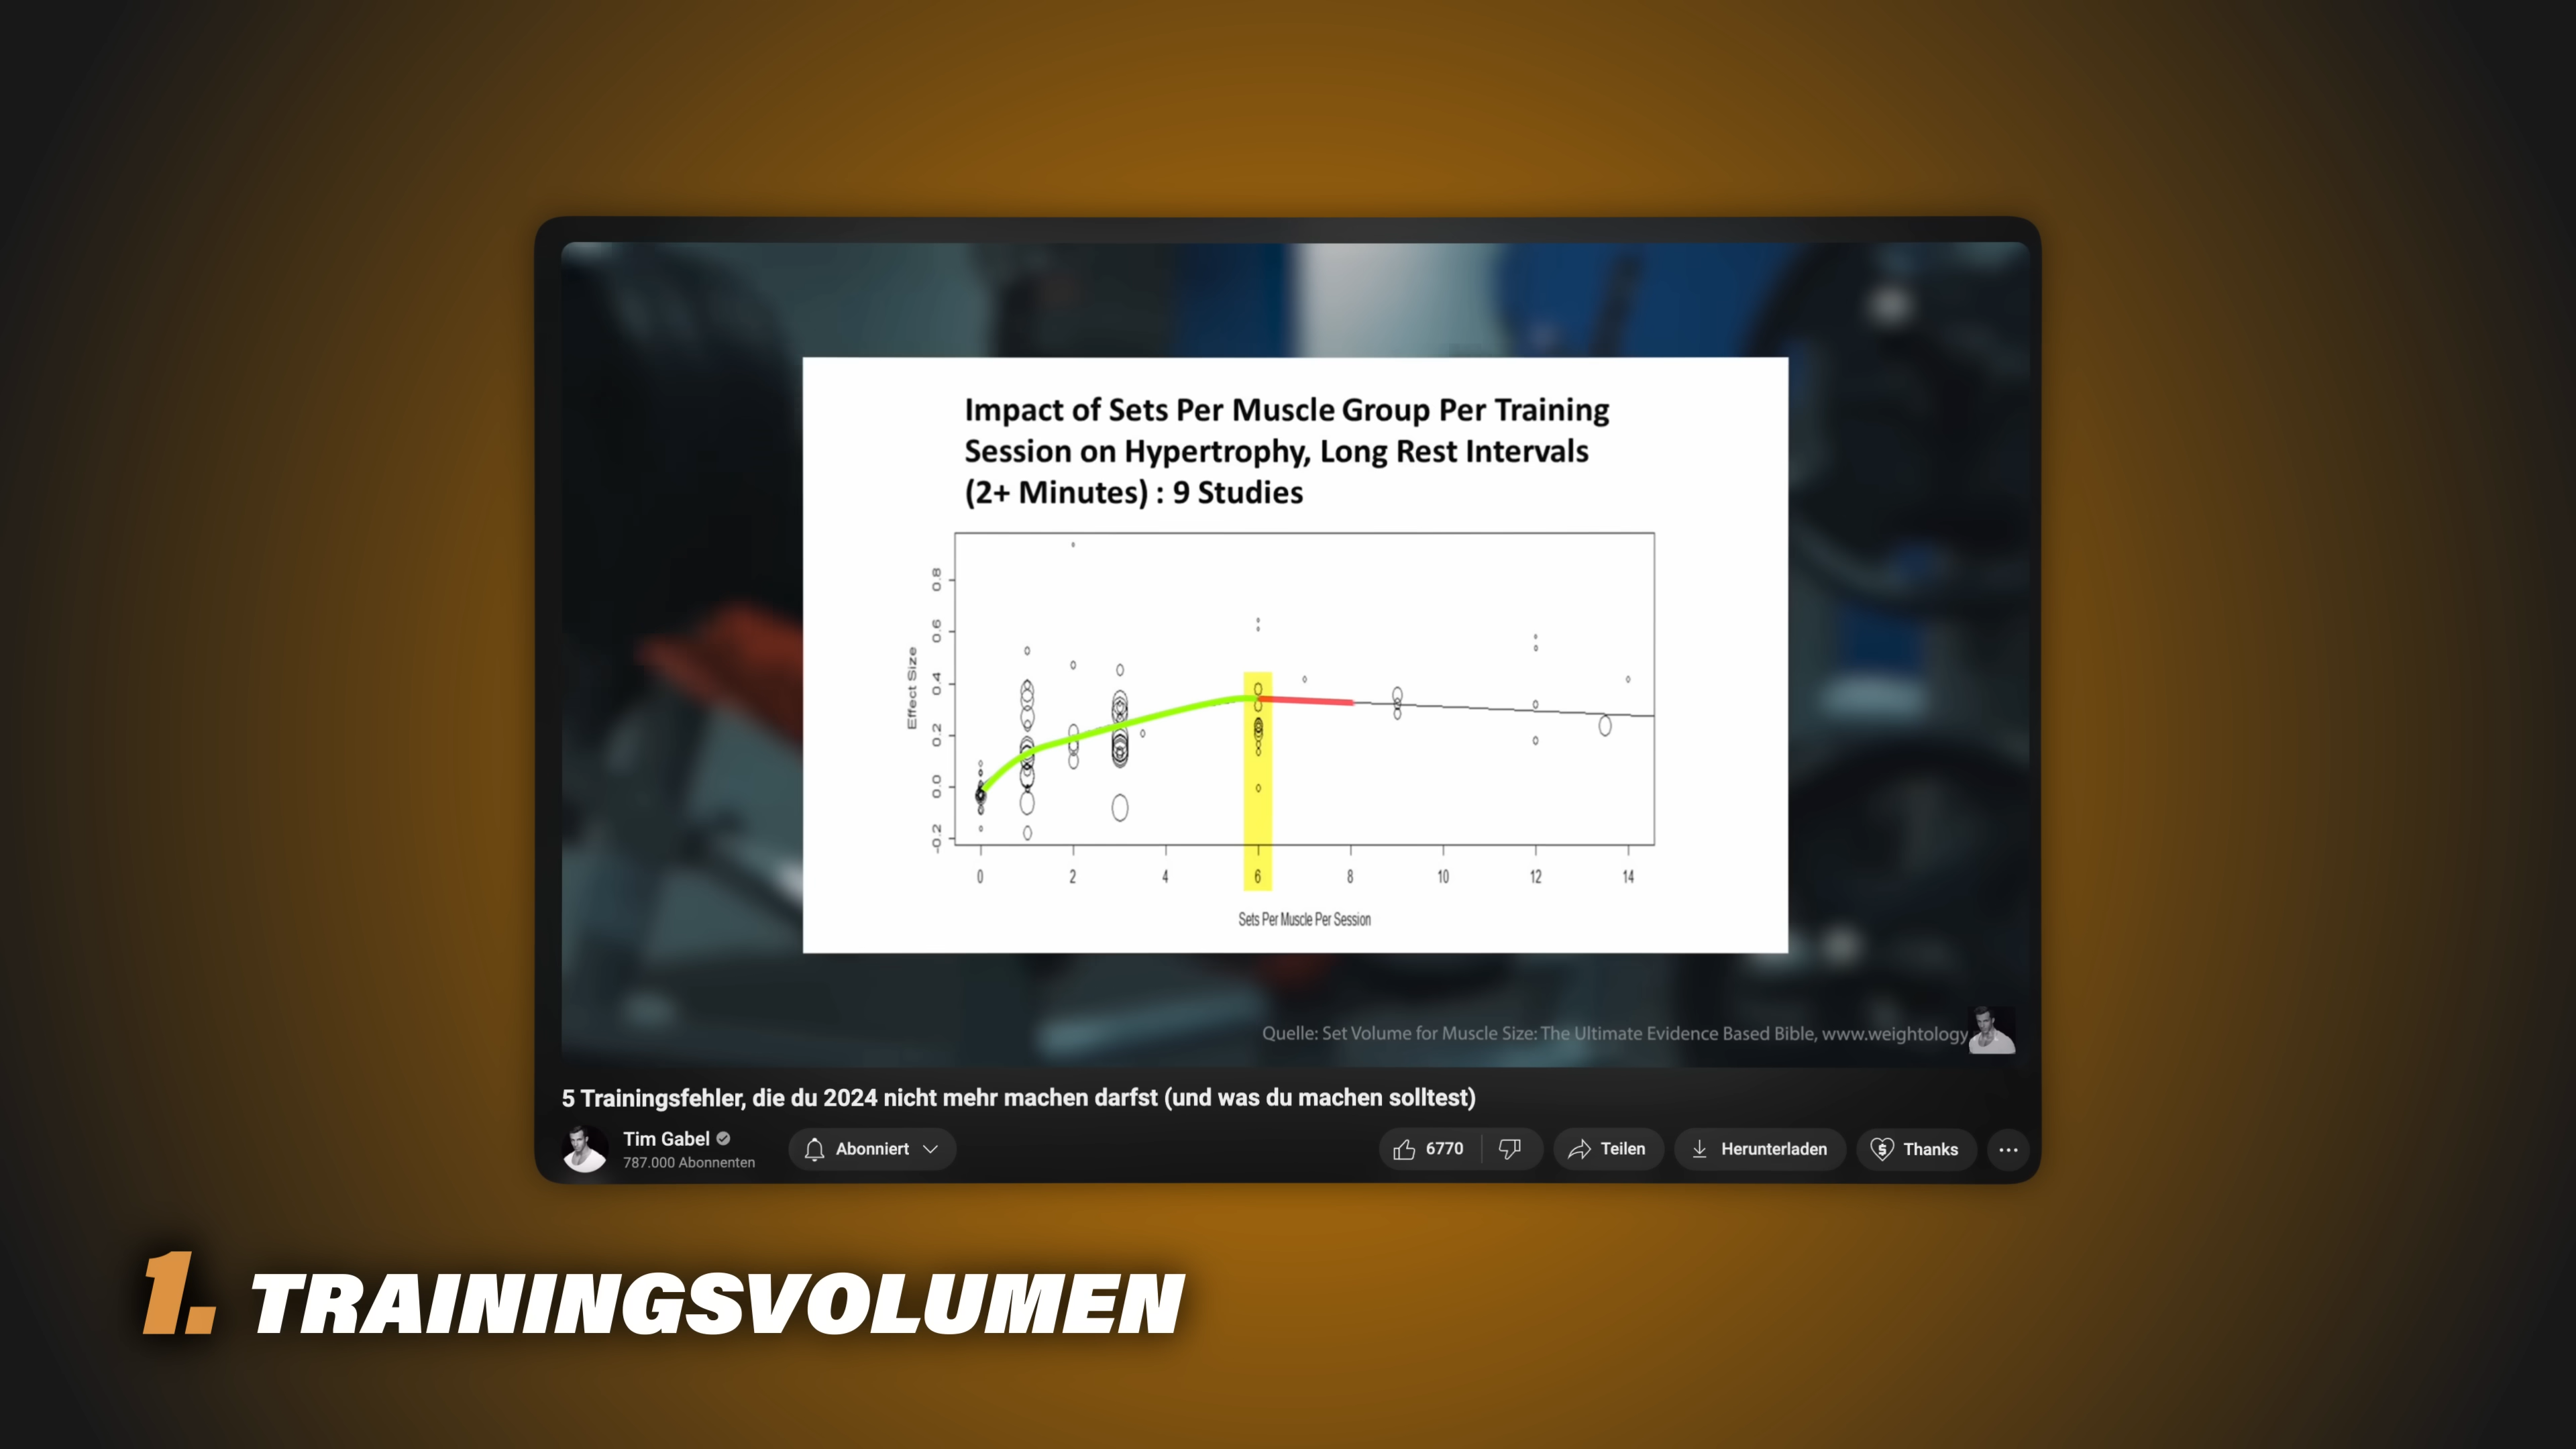 Impact of Sets Per Muscle Group Per Training
Session on Hypertrophy, Long Rest Intervals
(2+ Minutes) : 9 Studies
Effect Size
0.8
0.6
0.4
0.2
0.0
-0.2
0 2 4 6 8 10 12 14
Sets Per Muscle Per Session
Quelle: Set Volume for Muscle Size: The Ultimate Evidence Based Bible, www.weightology
5 Trainingsfehler, die du 2024 nicht mehr machen darfst (und was du machen solltest)
Tim Gabel
787.000 Abonnenten
Abonniert
6770
Teilen
Herunterladen
Thanks
1. TRAININGSVOLUMEN